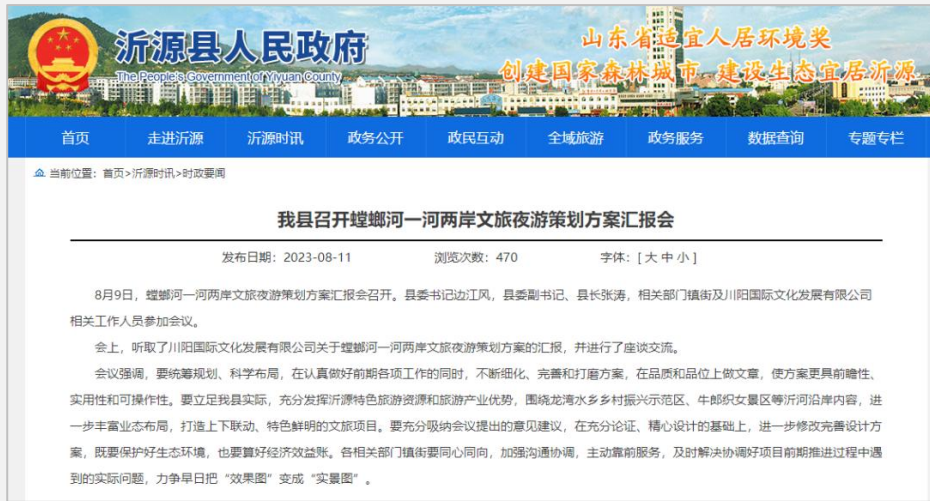 沂源县人民政府
The People's Government of Yiyuan County
山东省适宜人居环境奖
创建国家森林城市 建设生态宜居沂源
首页 走进沂源 沂源时讯 政务公开 政民互动 全域旅游 政务服务 数据查询 专题专栏
当前位置：首页>沂源时讯>时政要闻
我县召开螳螂河一河两岸文旅夜游策划方案汇报会
发布日期：2023-08-11 浏览次数：470 字体：[ 大 中 小 ]
8月9日，螳螂河一河两岸文旅夜游策划方案汇报会召开。县委书记边江风，县委副书记、县长张涛，相关部门镇街及川阳国际文化发展有限公司
相关工作人员参加会议。
会上，听取了川阳国际文化发展有限公司关于螳螂河一河两岸文旅夜游策划方案的汇报，并进行了座谈交流。
会议强调，要统筹规划、科学布局，在认真做好前期各项工作的同时，不断细化、完善和打磨方案，在品质和品位上做文章，使方案更具前瞻性、
实用性和可操作性。要立足我县实际，充分发挥沂源特色旅游资源和旅游产业优势，围绕龙湾水乡乡村振兴示范区、牛郎织女景区等沂河沿岸内容，进
一步丰富业态布局，打造上下联动、特色鲜明的文旅项目。要充分吸纳会议提出的意见建议，在充分论证、精心设计的基础上，进一步修改完善设计方
案，既要保护好生态环境，也要算好经济效益账。各相关部门镇街要同心同向，加强沟通协调，主动靠前服务，及时解决协调好项目前期推进过程中遇
到的实际问题，力争早日把“效果图”变成“实景图”。